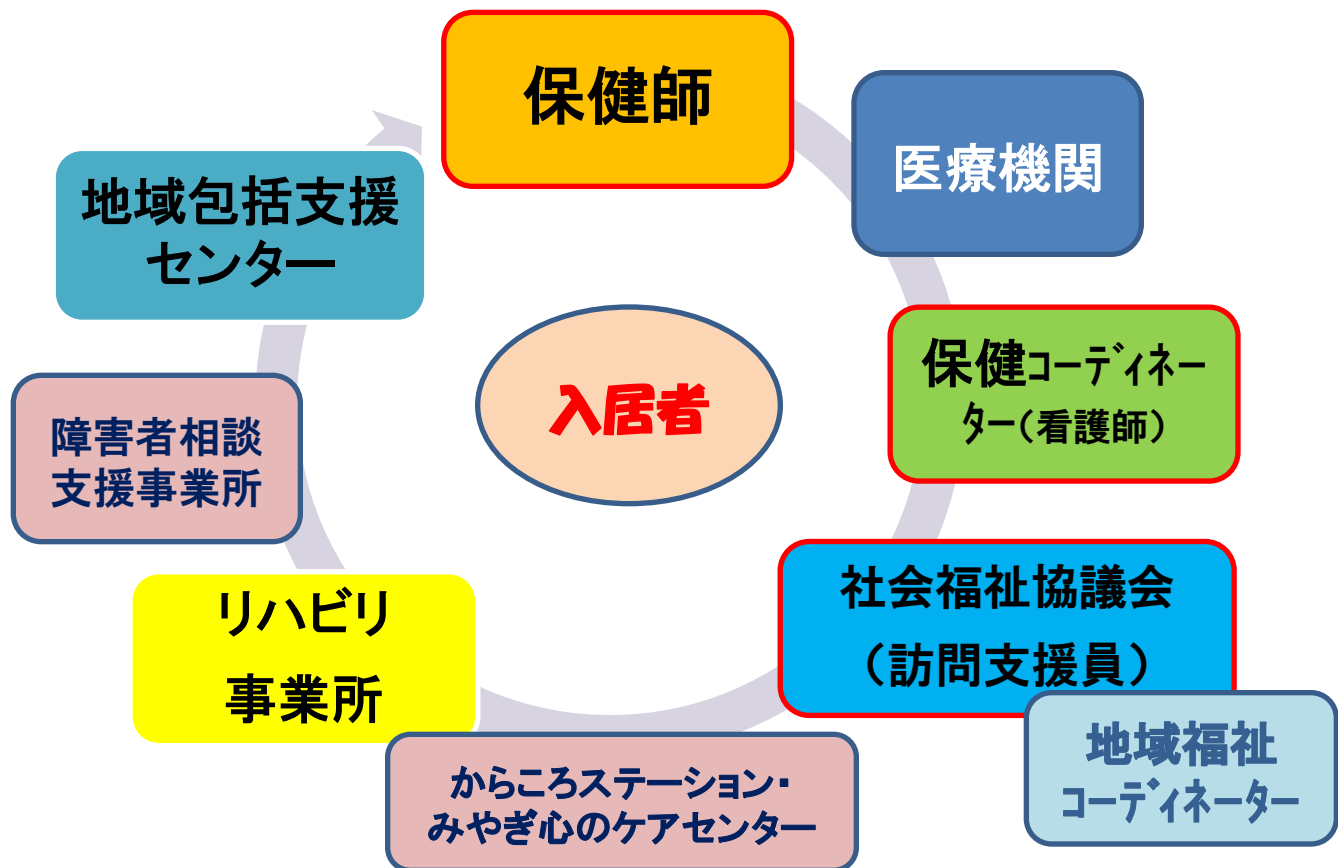 保健師
医療機関
地域包括支援
センター
保健ｺｰﾃﾞｨﾈｰ
ﾀｰ（看護師）
入居者
障害者相談
支援事業所
社会福祉協議会
（訪問支援員）
リハビリ
事業所
地域福祉
ｺｰﾃﾞｨﾈｰﾀｰ
からころステーション・
みやぎ心のケアセンター